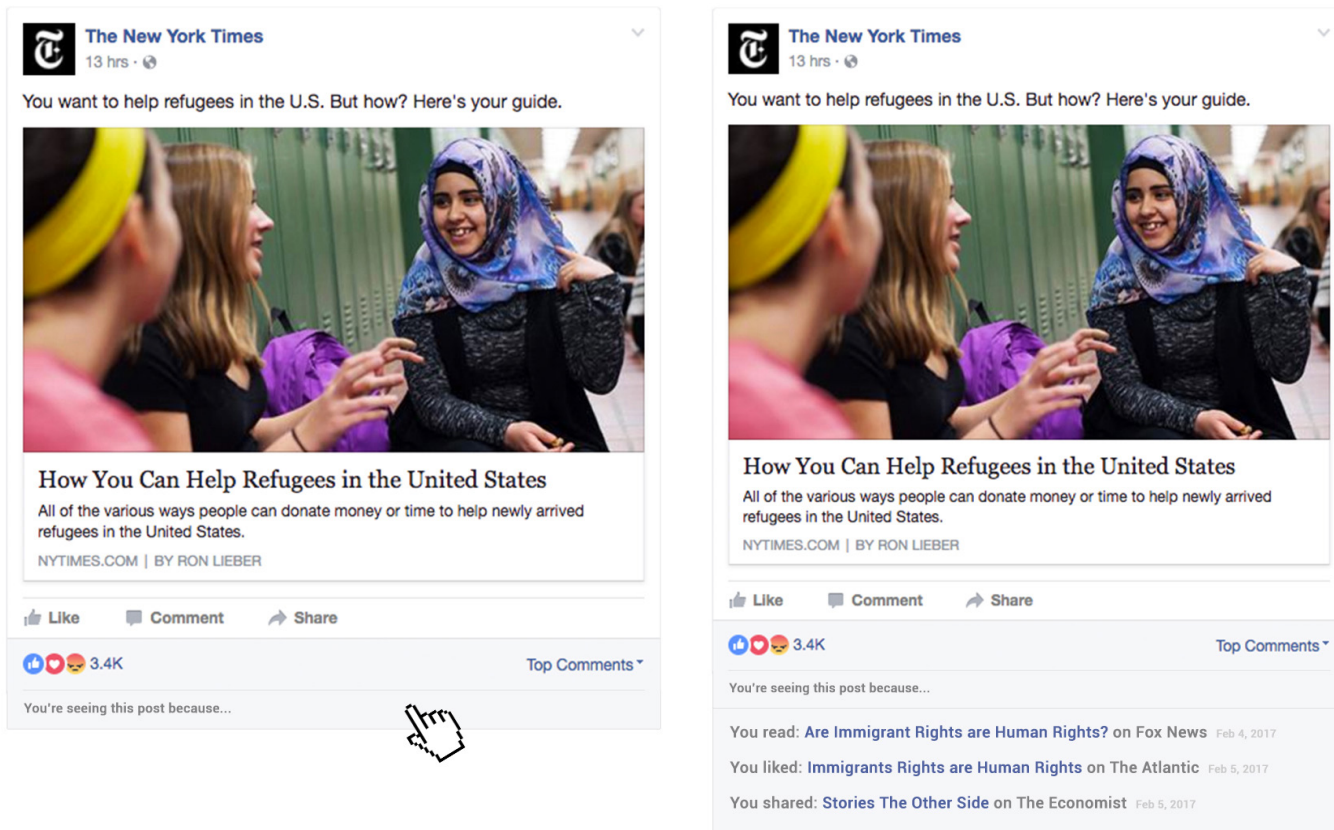 The New York Times
13 hrs ·
You want to help refugees in the U.S. But how? Here's your guide.
How You Can Help Refugees in the United States
All of the various ways people can donate money or time to help newly arrived
refugees in the United States.
NYTIMES.COM | BY RON LIEBER
Like Comment Share
3.4K Top Comments
You're seeing this post because...
The New York Times
13 hrs ·
You want to help refugees in the U.S. But how? Here's your guide.
How You Can Help Refugees in the United States
All of the various ways people can donate money or time to help newly arrived
refugees in the United States.
NYTIMES.COM | BY RON LIEBER
Like Comment Share
3.4K Top Comments
You're seeing this post because...
You read: Are Immigrant Rights are Human Rights? on Fox News Feb 4, 2017
You liked: Immigrants Rights are Human Rights on The Atlantic Feb 5, 2017
You shared: Stories The Other Side on The Economist Feb 5, 2017